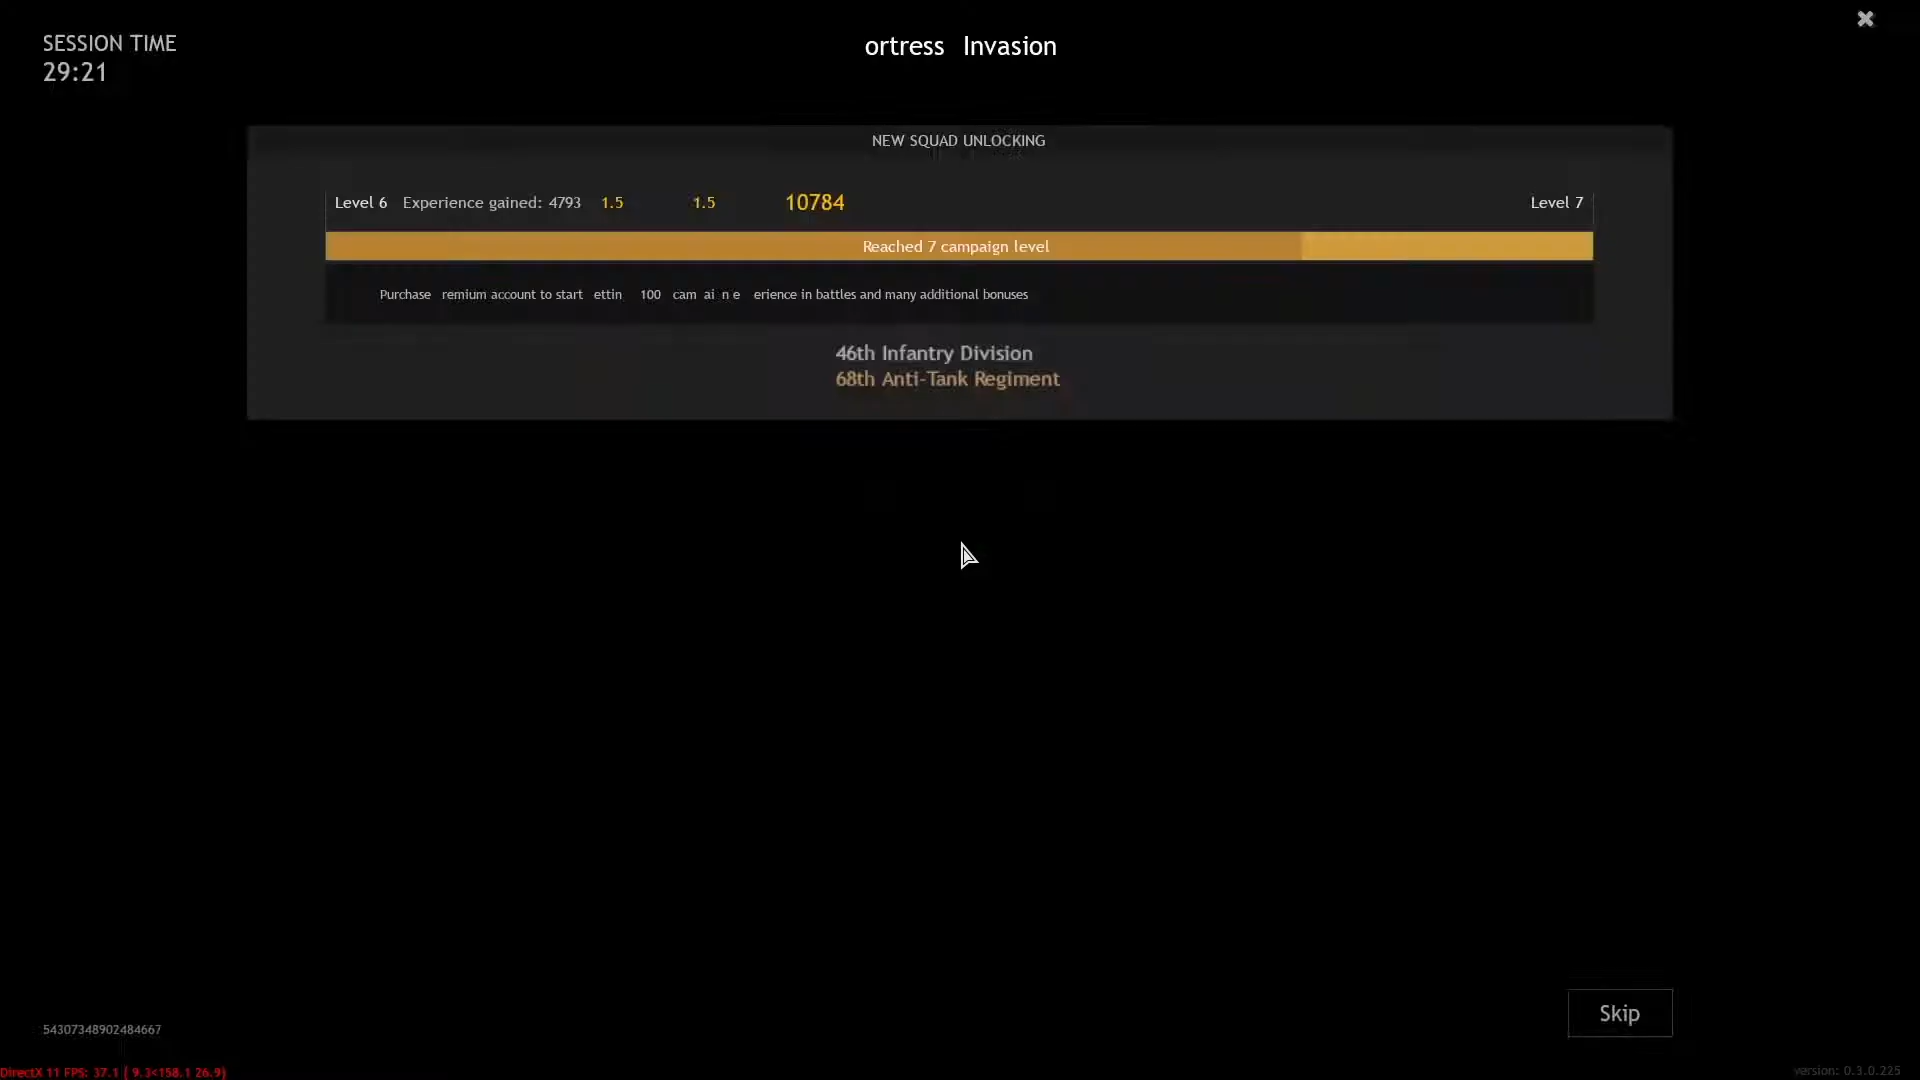 SESSION TIME
29:21
ortress Invasion
NEW SQUAD UNLOCKING
Level 6 Experience gained: 4793 1.5 1.5 10784 Level 7
Reached 7 campaign level
Purchase remium account to start ettin 100 cam ai n e erience in battles and many additional bonuses
46th Infantry Division
68th Anti-Tank Regiment
Skip
54307348902484667
DirectX 11 FPS: 37.1 ( 9.3<158.1 26.9)
version: 0.3.0.225